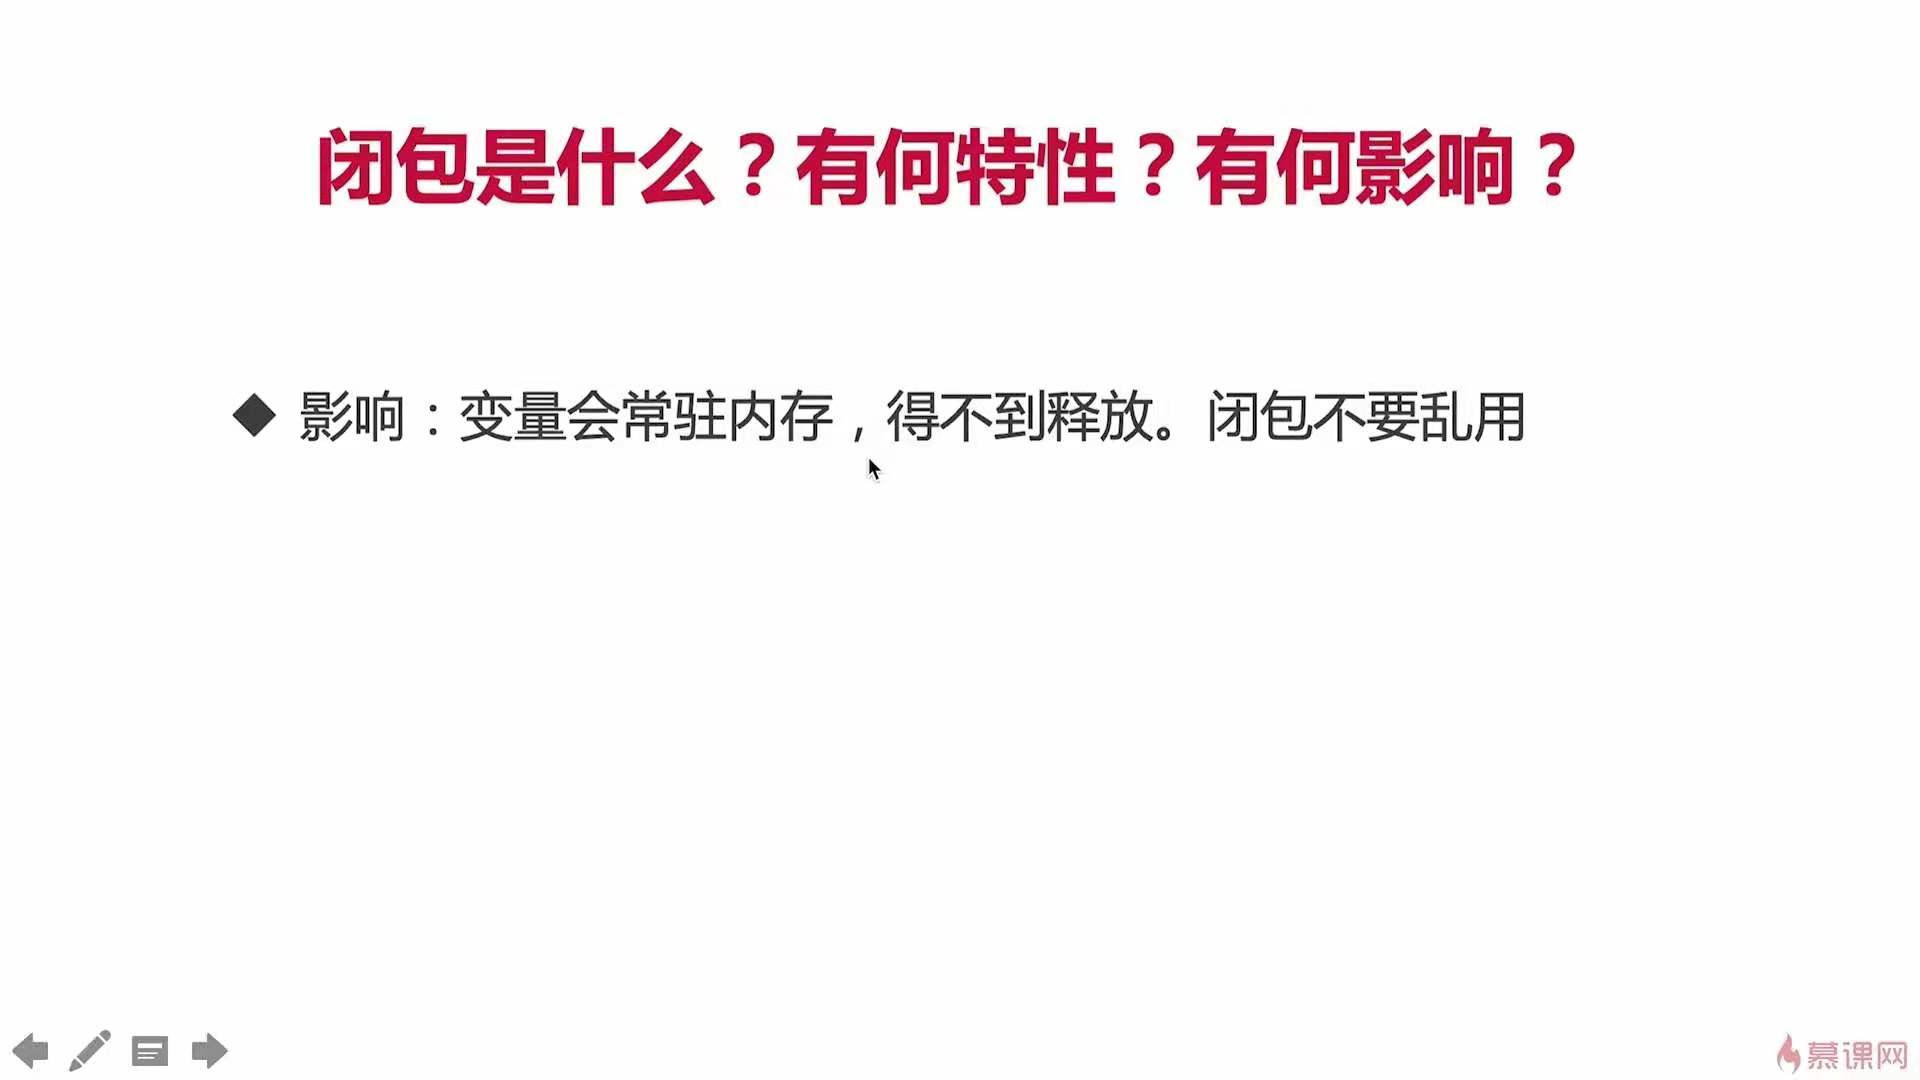 闭包是什么？有何特性？有何影响？
◆ 影响：变量会常驻内存，得不到释放。闭包不要乱用
慕课网